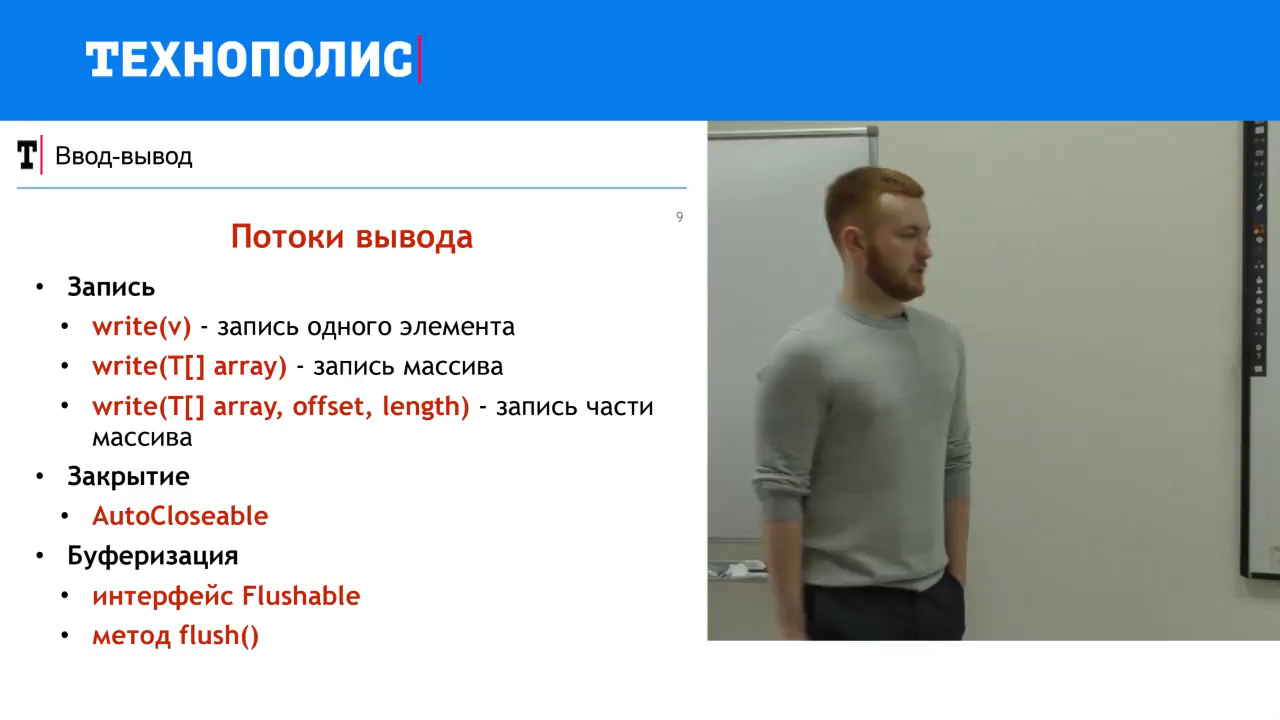 ТЕХНОПОЛИС
Т Ввод-вывод
9
Потоки вывода
• Запись
• write(v) - запись одного элемента
• write(T[] array) - запись массива
• write(T[] array, offset, length) - запись части
массива
• Закрытие
• AutoCloseable
• Буферизация
• интерфейс Flushable
• метод flush()